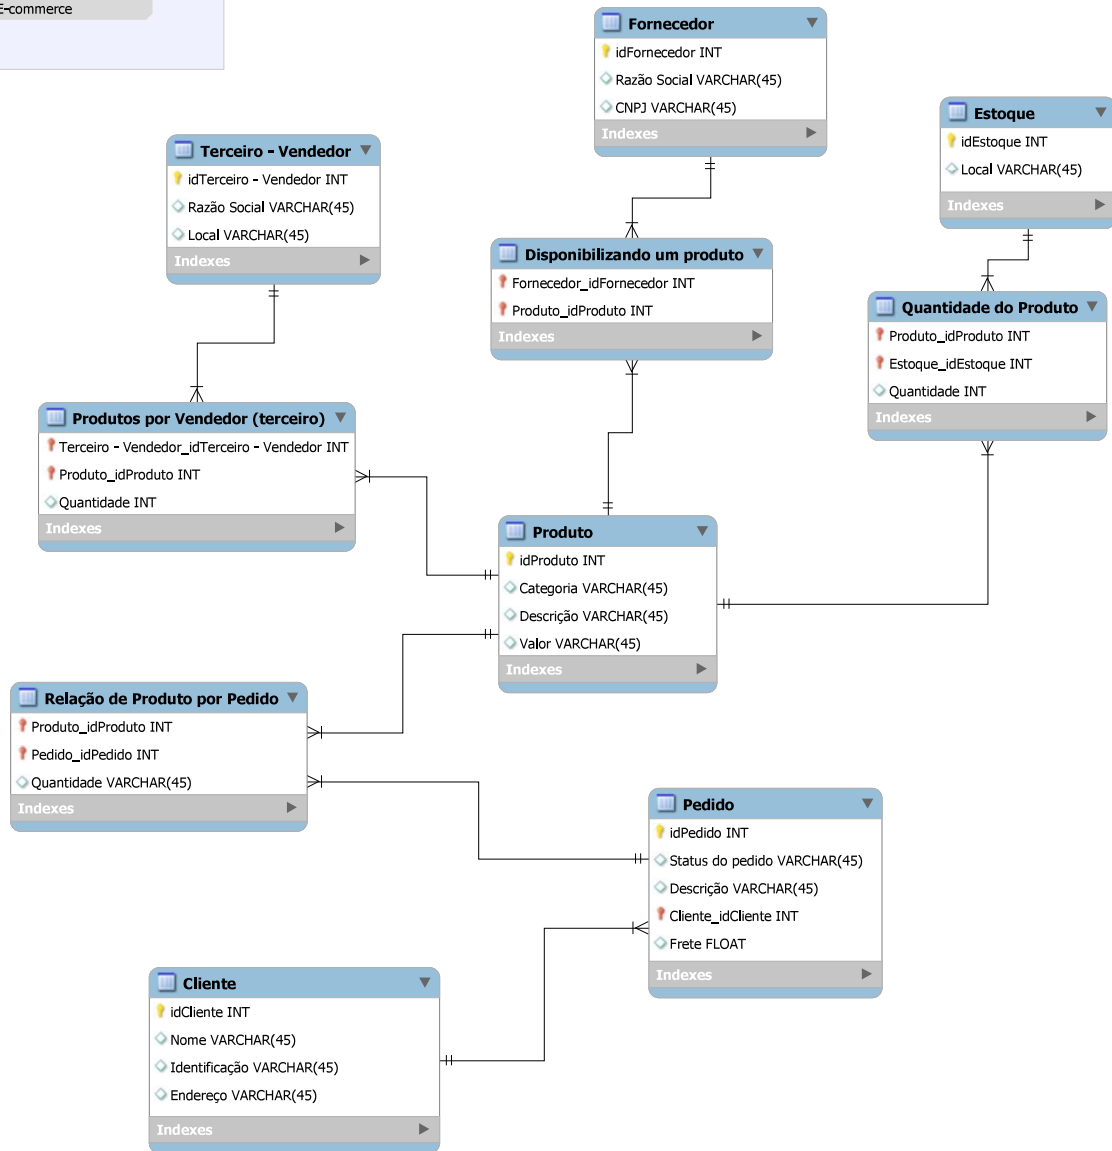 E-commerce
Fornecedor
idFornecedor INT
Razão Social VARCHAR(45)
CNPJ VARCHAR(45)
Indexes
Estoque
idEstoque INT
Local VARCHAR(45)
Indexes
Terceiro - Vendedor
idTerceiro - Vendedor INT
Razão Social VARCHAR(45)
Local VARCHAR(45)
Indexes
Disponibilizando um produto
Fornecedor_idFornecedor INT
Produto_idProduto INT
Indexes
Quantidade do Produto
Produto_idProduto INT
Estoque_idEstoque INT
Quantidade INT
Indexes
Produtos por Vendedor (terceiro)
Terceiro - Vendedor_idTerceiro - Vendedor INT
Produto_idProduto INT
Quantidade INT
Indexes
Produto
idProduto INT
Categoria VARCHAR(45)
Descrição VARCHAR(45)
Valor VARCHAR(45)
Indexes
Relação de Produto por Pedido
Produto_idProduto INT
Pedido_idPedido INT
Quantidade VARCHAR(45)
Indexes
Pedido
idPedido INT
Status do pedido VARCHAR(45)
Descrição VARCHAR(45)
Cliente_idCliente INT
Frete FLOAT
Indexes
Cliente
idCliente INT
Nome VARCHAR(45)
Identificação VARCHAR(45)
Endereço VARCHAR(45)
Indexes